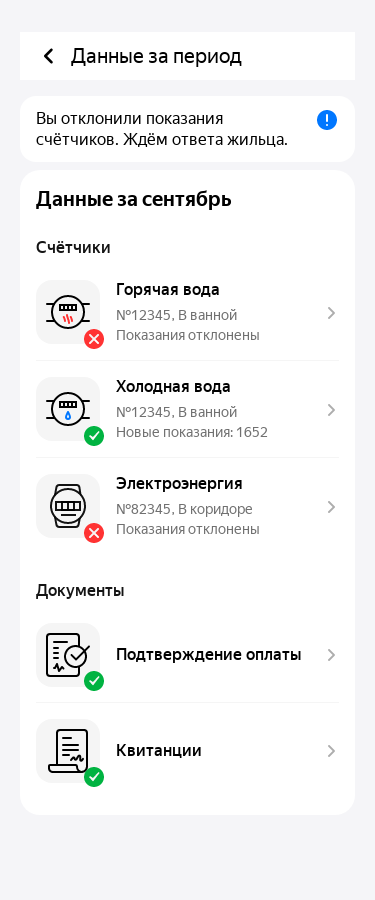 Данные за период
Вы отклонили показания
счётчиков. Ждём ответа жильца.
Данные за сентябрь
Счётчики
Горячая вода
№12345, В ванной
Показания отклонены
Холодная вода
№12345, В ванной
Новые показания: 1652
Электроэнергия
№82345, В коридоре
Показания отклонены
Документы
Подтверждение оплаты
Квитанции